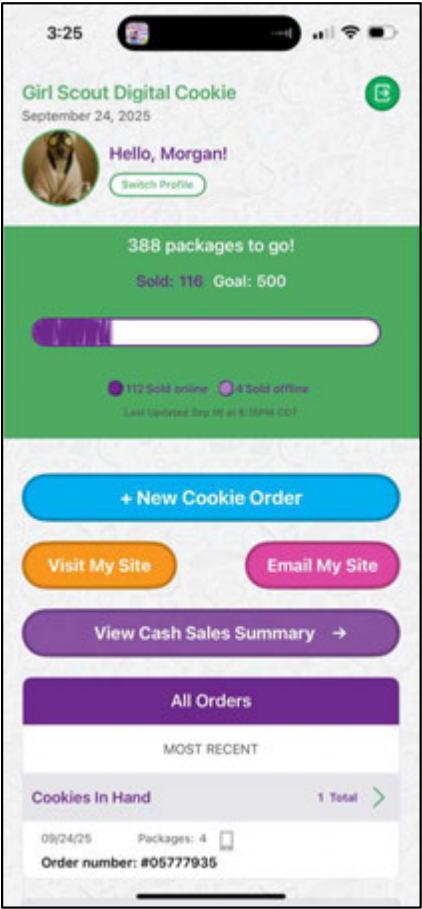 3:25
Girl Scout Digital Cookie
September 24, 2025
Hello, Morgan!
Switch Profile
388 packages to go!
Sold: 116 Goal: 500
112 Sold online 4 Sold offline
Last Updated Sep 16 at 6:15PM CDT
+ New Cookie Order
Visit My Site
Email My Site
View Cash Sales Summary →
All Orders
MOST RECENT
Cookies In Hand 1 Total
09/24/25 Packages: 4
Order number: #05777935